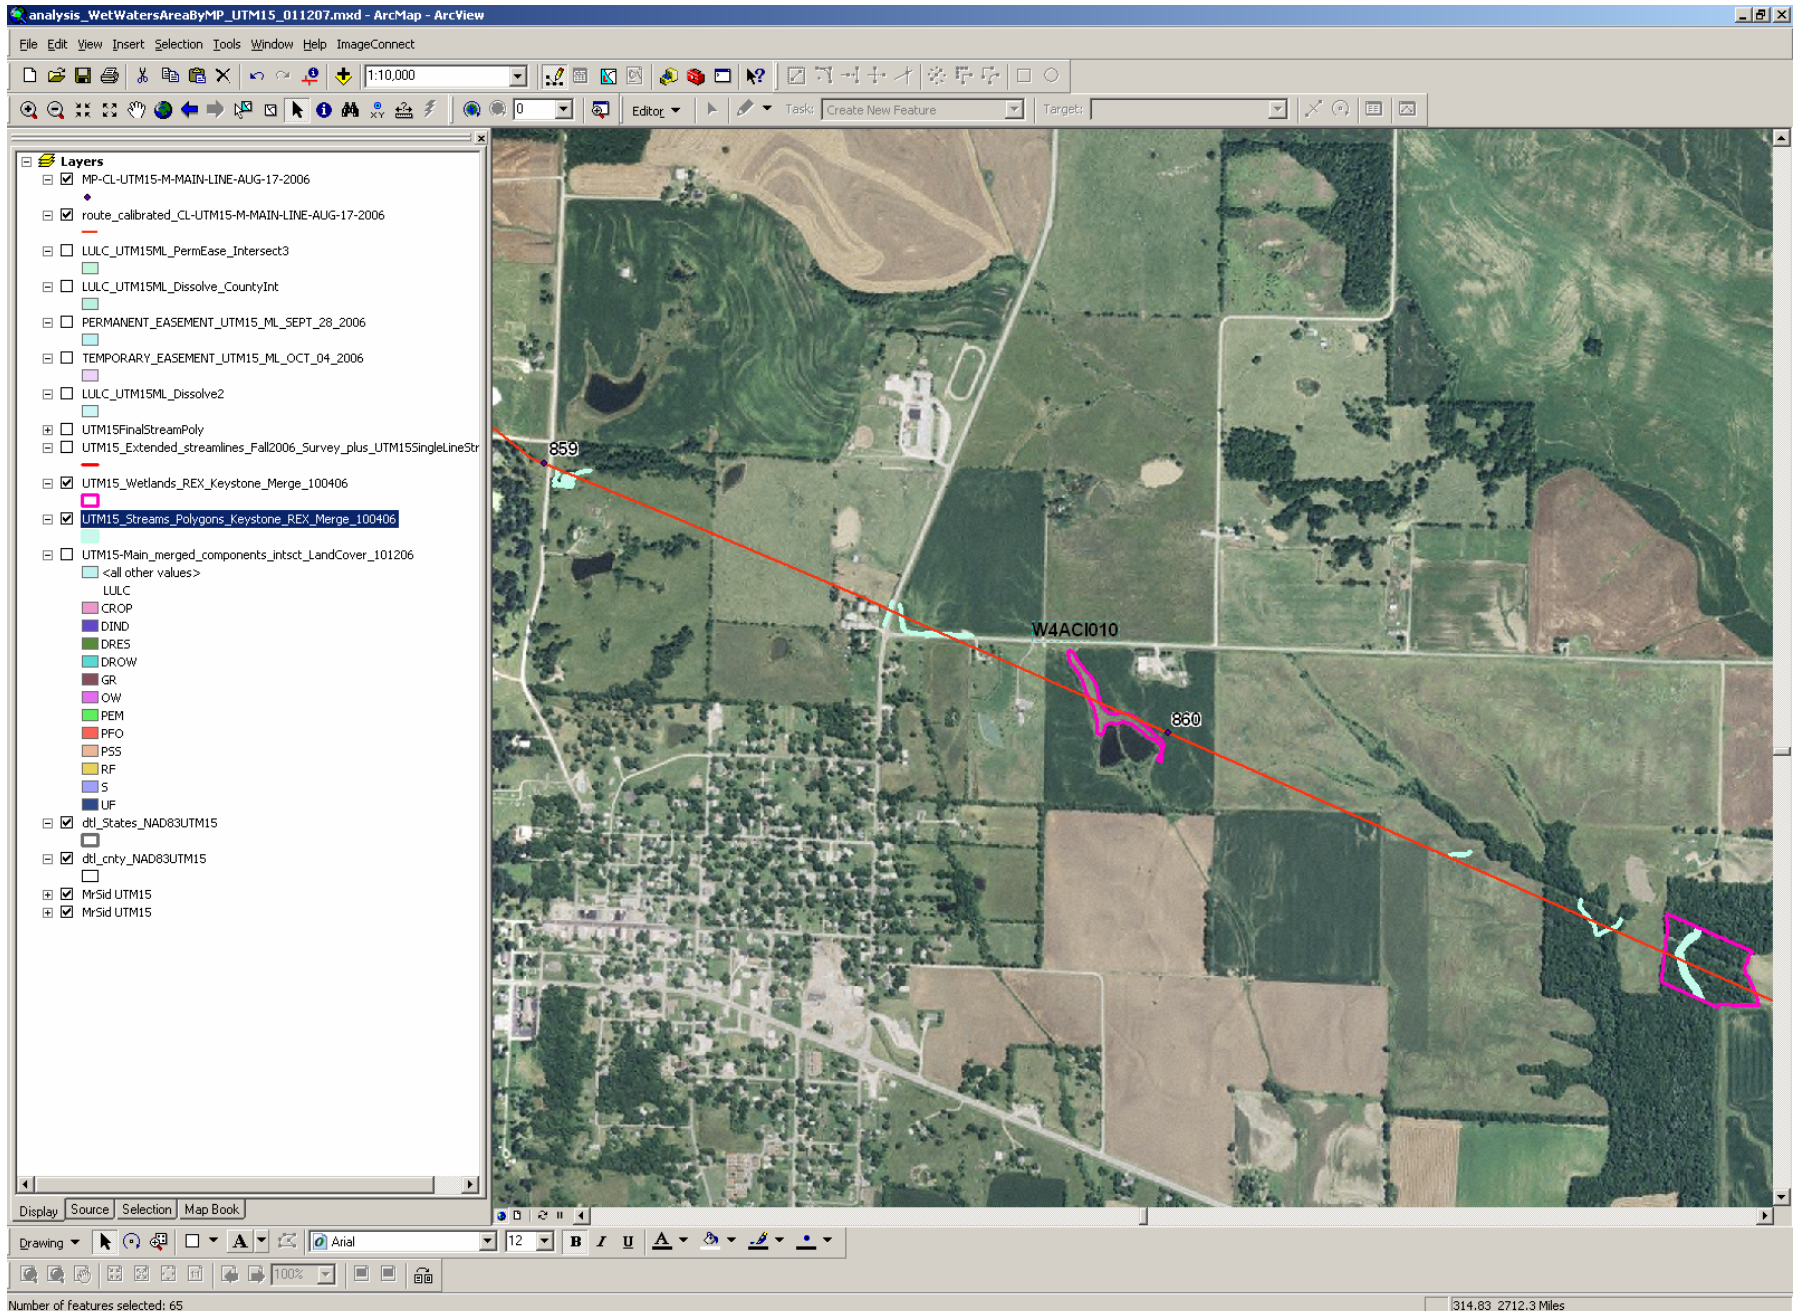 analysis_WetWatersAreaByMP_UTM15_011207.mxd - ArcMap - ArcView
File Edit View Insert Selection Tools Window Help ImageConnect
1:10,000
0
Editor
Task:
Create New Feature
Target:
Layers
MP-CL-UTM15-M-MAIN-LINE-AUG-17-2006
route_calibrated_CL-UTM15-M-MAIN-LINE-AUG-17-2006
LULC_UTM15ML_PermEase_Intersect3
LULC_UTM15ML_Dissolve_CountyInt
PERMANENT_EASEMENT_UTM15_ML_SEPT_28_2006
TEMPORARY_EASEMENT_UTM15_ML_OCT_04_2006
LULC_UTM15ML_Dissolve2
UTM15FinalStreamPoly
UTM15_Extended_streamlines_Fall2006_Survey_plus_UTM15SingleLineStr
UTM15_Wetlands_REX_Keystone_Merge_100406
UTM15_Streams_Polygons_Keystone_REX_Merge_100406
UTM15-Main_merged_components_intsct_LandCover_101206
<all other values>
LULC
CROP
DIND
DRES
DROW
GR
OW
PEM
PFO
PSS
RF
S
UF
dtl_States_NAD83UTM15
dtl_cnty_NAD83UTM15
MrSid UTM15
MrSid UTM15
859
W4ACI010
860
Display Source Selection Map Book
Drawing
A
Arial
12
B I U A
100%
Number of features selected: 65
314.83 2712.3 Miles